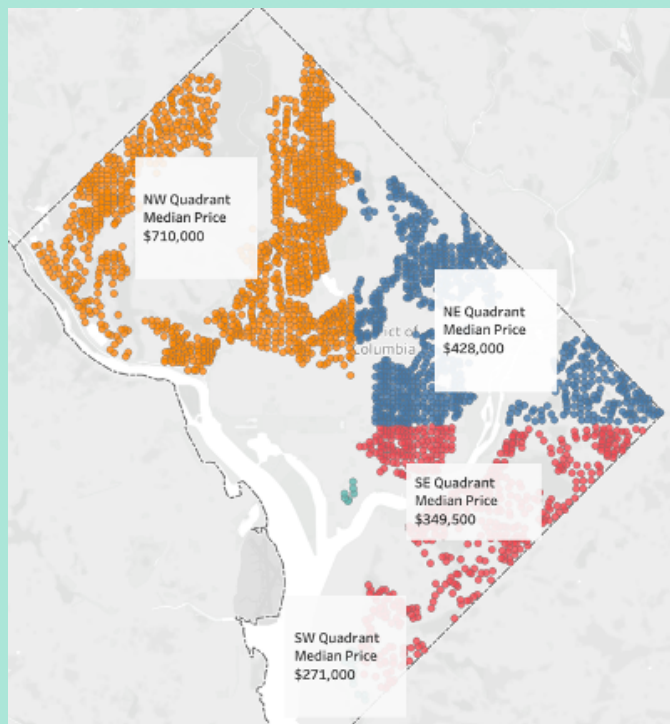 NW Quadrant
Median Price
$710,000
NE Quadrant
Median Price
$428,000
Columbia
SE Quadrant
Median Price
$349,500
SW Quadrant
Median Price
$271,000